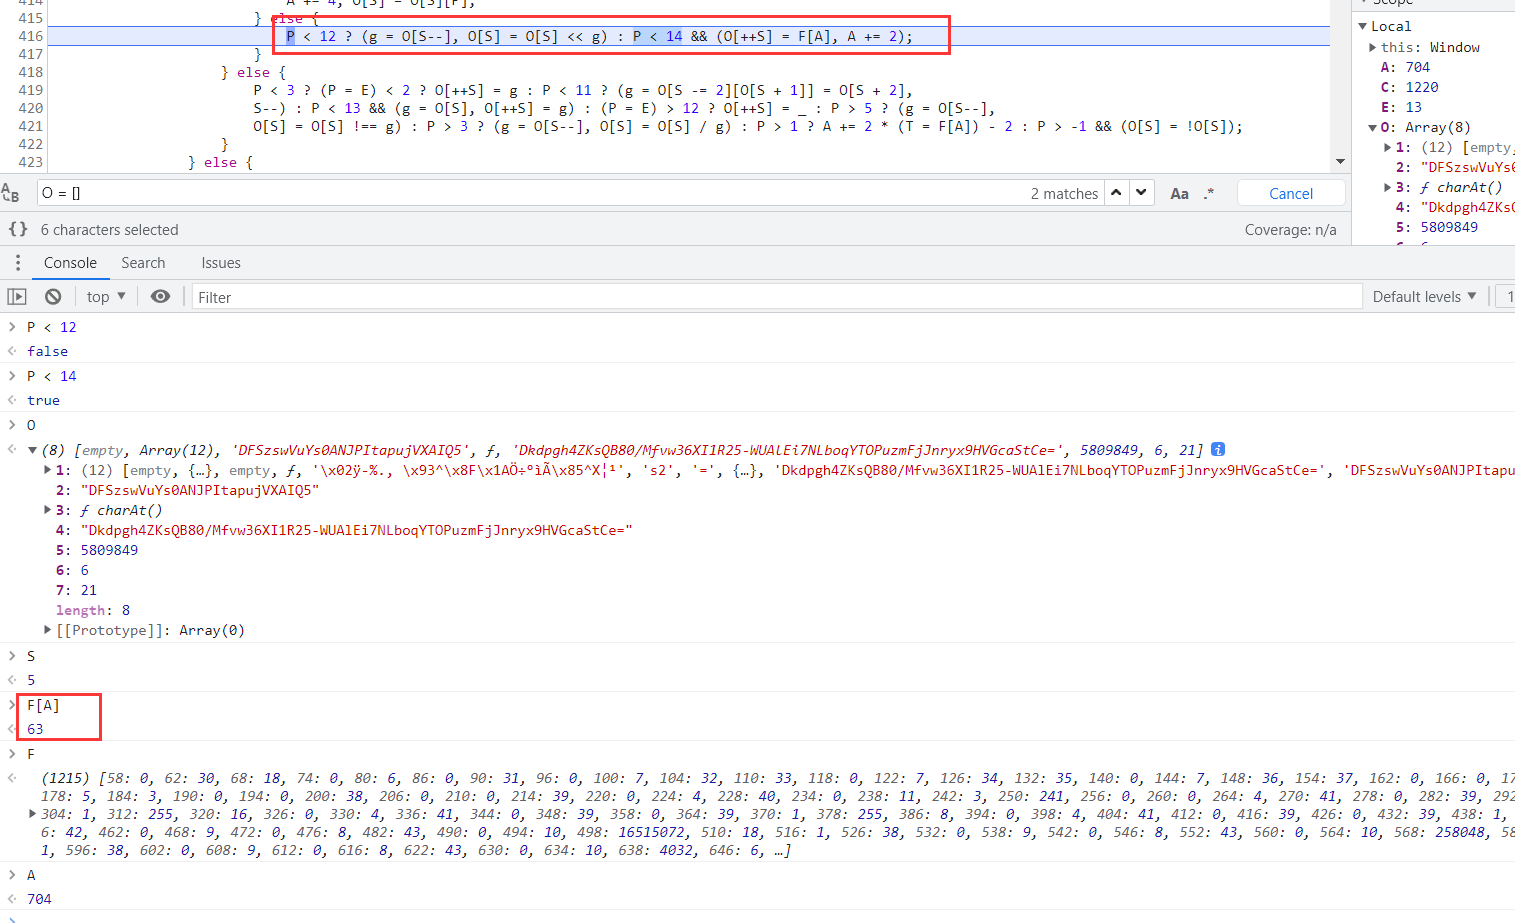 414 A += 4, O[S] = O[S][P];
415 } else {
416 P < 12 ? (g = O[S--], O[S] = O[S] << g) : P < 14 && (O[++S] = F[A], A += 2);
417 }
418 } else {
419 P < 3 ? (P = E) < 2 ? O[++S] = g : P < 11 ? (g = O[S -= 2][O[S + 1]] = O[S + 2],
420 S--) : P < 13 && (g = O[S], O[++S] = g) : (P = E) > 12 ? O[++S] = _ : P > 5 ? (g = O[S--],
421 O[S] = O[S] !== g) : P > 3 ? (g = O[S--], O[S] = O[S] / g) : P > 1 ? A += 2 * (T = F[A]) - 2 : P > -1 && (O[S] = !O[S]);
422 }
423 } else {
Scope
Local
this: Window
A: 704
C: 1220
E: 13
O: Array(8)
1: (12) [empty,
2: "DFSzswVuYs0
3: ƒ charAt()
4: "Dkdpgh4ZKsQ
5: 5809849
O = []
2 matches
Aa .*
Cancel
{} 6 characters selected
Coverage: n/a
Console Search Issues
top ▼
Filter
Default levels ▼
1
P < 12
false
P < 14
true
O
(8) [empty, Array(12), 'DFSzswVuYs0ANJPItapujVXAIQ5', ƒ, 'Dkdpgh4ZKsQB80/Mfvw36XI1R25-WUAlEi7NLboqYTOPuzmFjJnryx9HVGcaStCe=', 5809849, 6, 21]
1: (12) [empty, {…}, empty, ƒ, '\x02ÿ-%., \x93^\x8F\x1AÖ÷°ìÃ\x85^X¦¹', 's2', '=', {…}, 'Dkdpgh4ZKsQB80/Mfvw36XI1R25-WUAlEi7NLboqYTOPuzmFjJnryx9HVGcaStCe=', 'DFSzswVuYs0ANJPItapujVXAIQ5
2: "DFSzswVuYs0ANJPItapujVXAIQ5"
3: ƒ charAt()
4: "Dkdpgh4ZKsQB80/Mfvw36XI1R25-WUAlEi7NLboqYTOPuzmFjJnryx9HVGcaStCe="
5: 5809849
6: 6
7: 21
length: 8
[[Prototype]]: Array(0)
S
5
F[A]
63
F
(1215) [58: 0, 62: 30, 68: 18, 74: 0, 80: 6, 86: 0, 90: 31, 96: 0, 100: 7, 104: 32, 110: 33, 118: 0, 122: 7, 126: 34, 132: 35, 140: 0, 144: 7, 148: 36, 154: 37, 162: 0, 166: 0, 17
178: 5, 184: 3, 190: 0, 194: 0, 200: 38, 206: 0, 210: 0, 214: 39, 220: 0, 224: 4, 228: 40, 234: 0, 238: 11, 242: 3, 250: 241, 256: 0, 260: 0, 264: 4, 270: 41, 278: 0, 282: 39, 292
304: 1, 312: 255, 320: 16, 326: 0, 330: 4, 336: 41, 344: 0, 348: 39, 358: 0, 364: 39, 370: 1, 378: 255, 386: 8, 394: 0, 398: 4, 404: 41, 412: 0, 416: 39, 426: 0, 432: 39, 438: 1,
6: 42, 462: 0, 468: 9, 472: 0, 476: 8, 482: 43, 490: 0, 494: 10, 498: 16515072, 510: 18, 516: 1, 526: 38, 532: 0, 538: 9, 542: 0, 546: 8, 552: 43, 560: 0, 564: 10, 568: 258048, 58
1, 596: 38, 602: 0, 608: 9, 612: 0, 616: 8, 622: 43, 630: 0, 634: 10, 638: 4032, 646: 6, …]
A
704